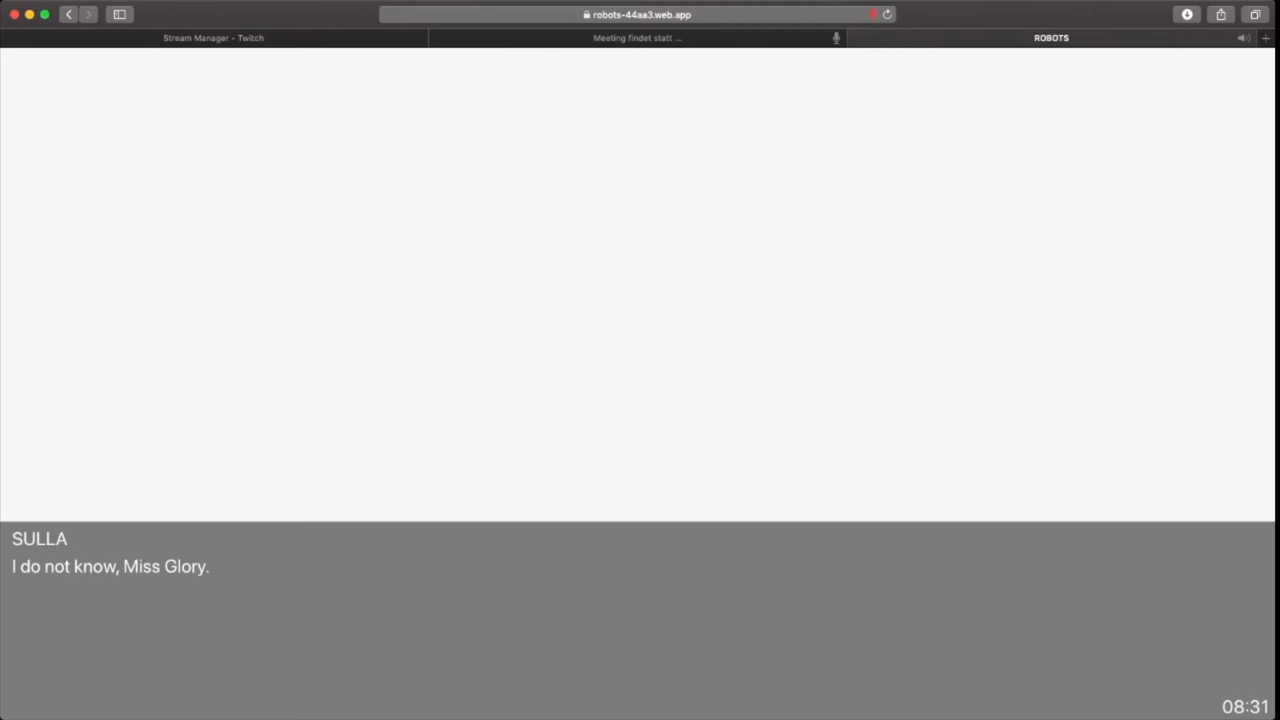 robots-44aa3.web.app
Stream Manager - Twitch
Meeting findet statt ...
ROBOTS
SULLA
I do not know, Miss Glory.
08:31